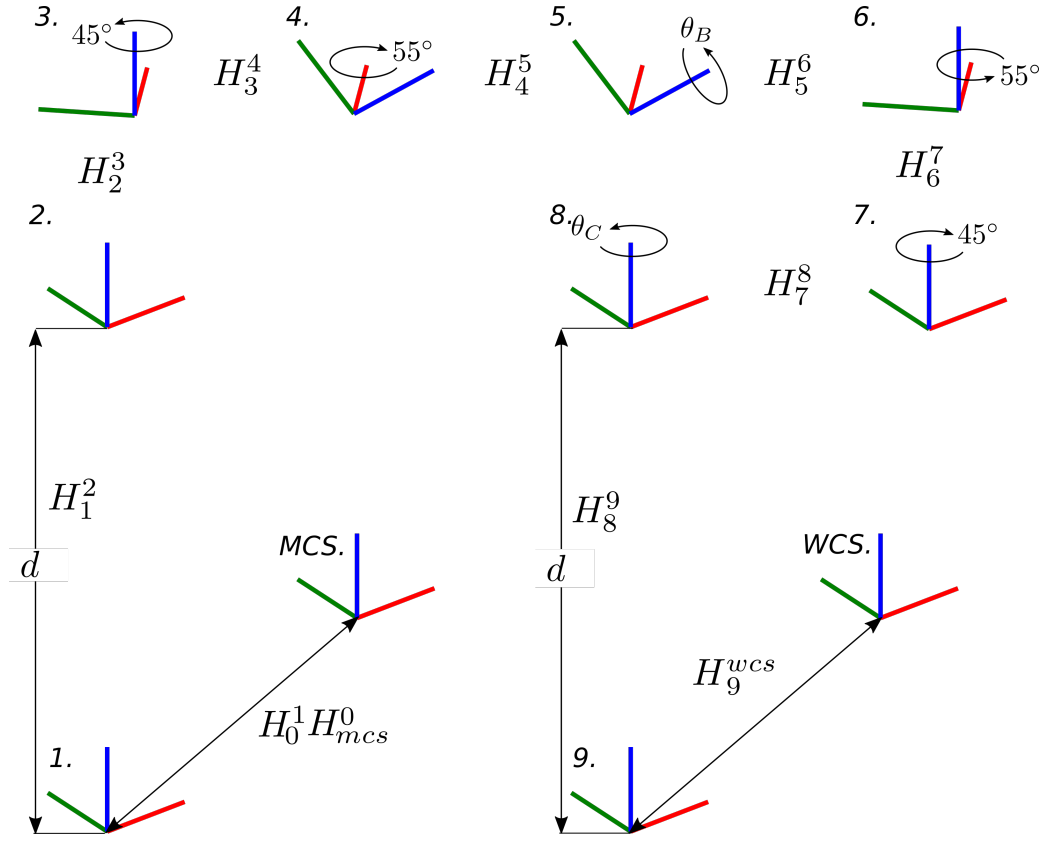 3.
45°
4.
55°
5.
θ_B
6.
55°
H_3^4
H_4^5
H_5^6
H_2^3
H_6^7
2.
8.
θ_C
7.
45°
H_7^8
H_1^2
H_8^9
MCS.
WCS.
d
d
H_9^{wcs}
H_0^1 H_{mcs}^0
1.
9.